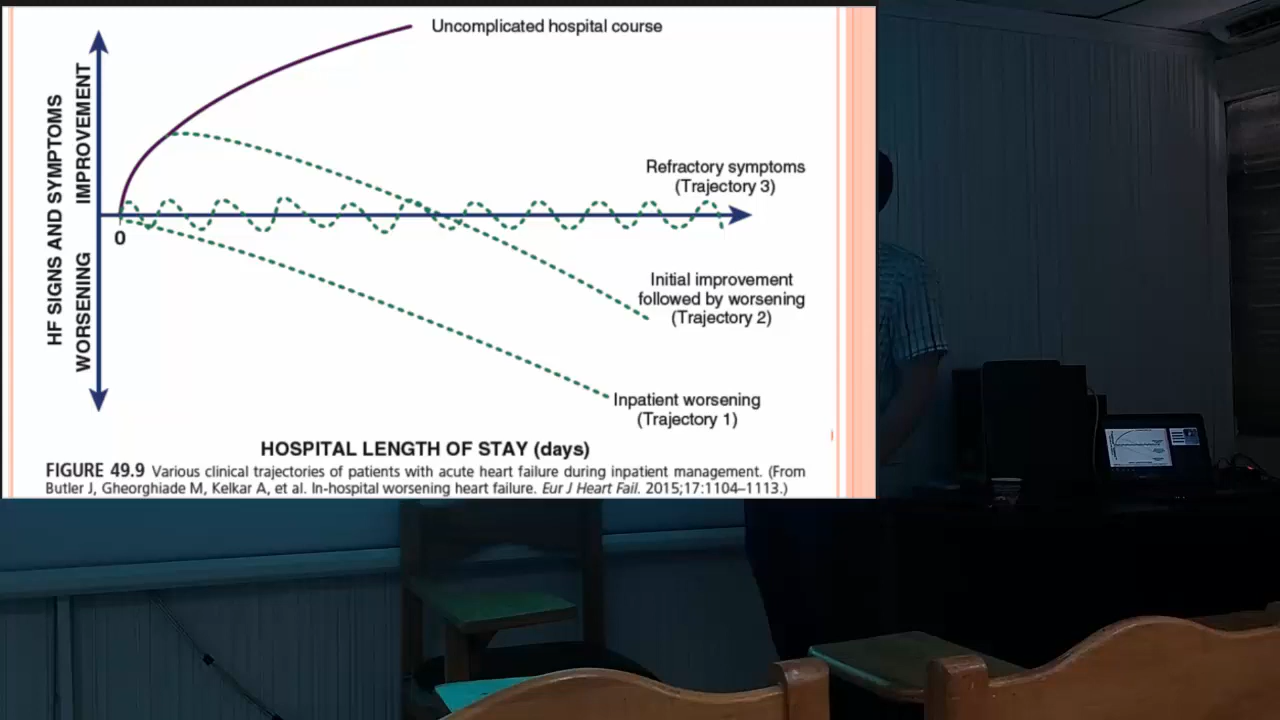 Uncomplicated hospital course
HF SIGNS AND SYMPTOMS
WORSENING IMPROVEMENT
Refractory symptoms
(Trajectory 3)
0
Initial improvement
followed by worsening
(Trajectory 2)
Inpatient worsening
(Trajectory 1)
HOSPITAL LENGTH OF STAY (days)
FIGURE 49.9 Various clinical trajectories of patients with acute heart failure during inpatient management. (From
Butler J, Gheorghiade M, Kelkar A, et al. In-hospital worsening heart failure. Eur J Heart Fail. 2015;17:1104–1113.)